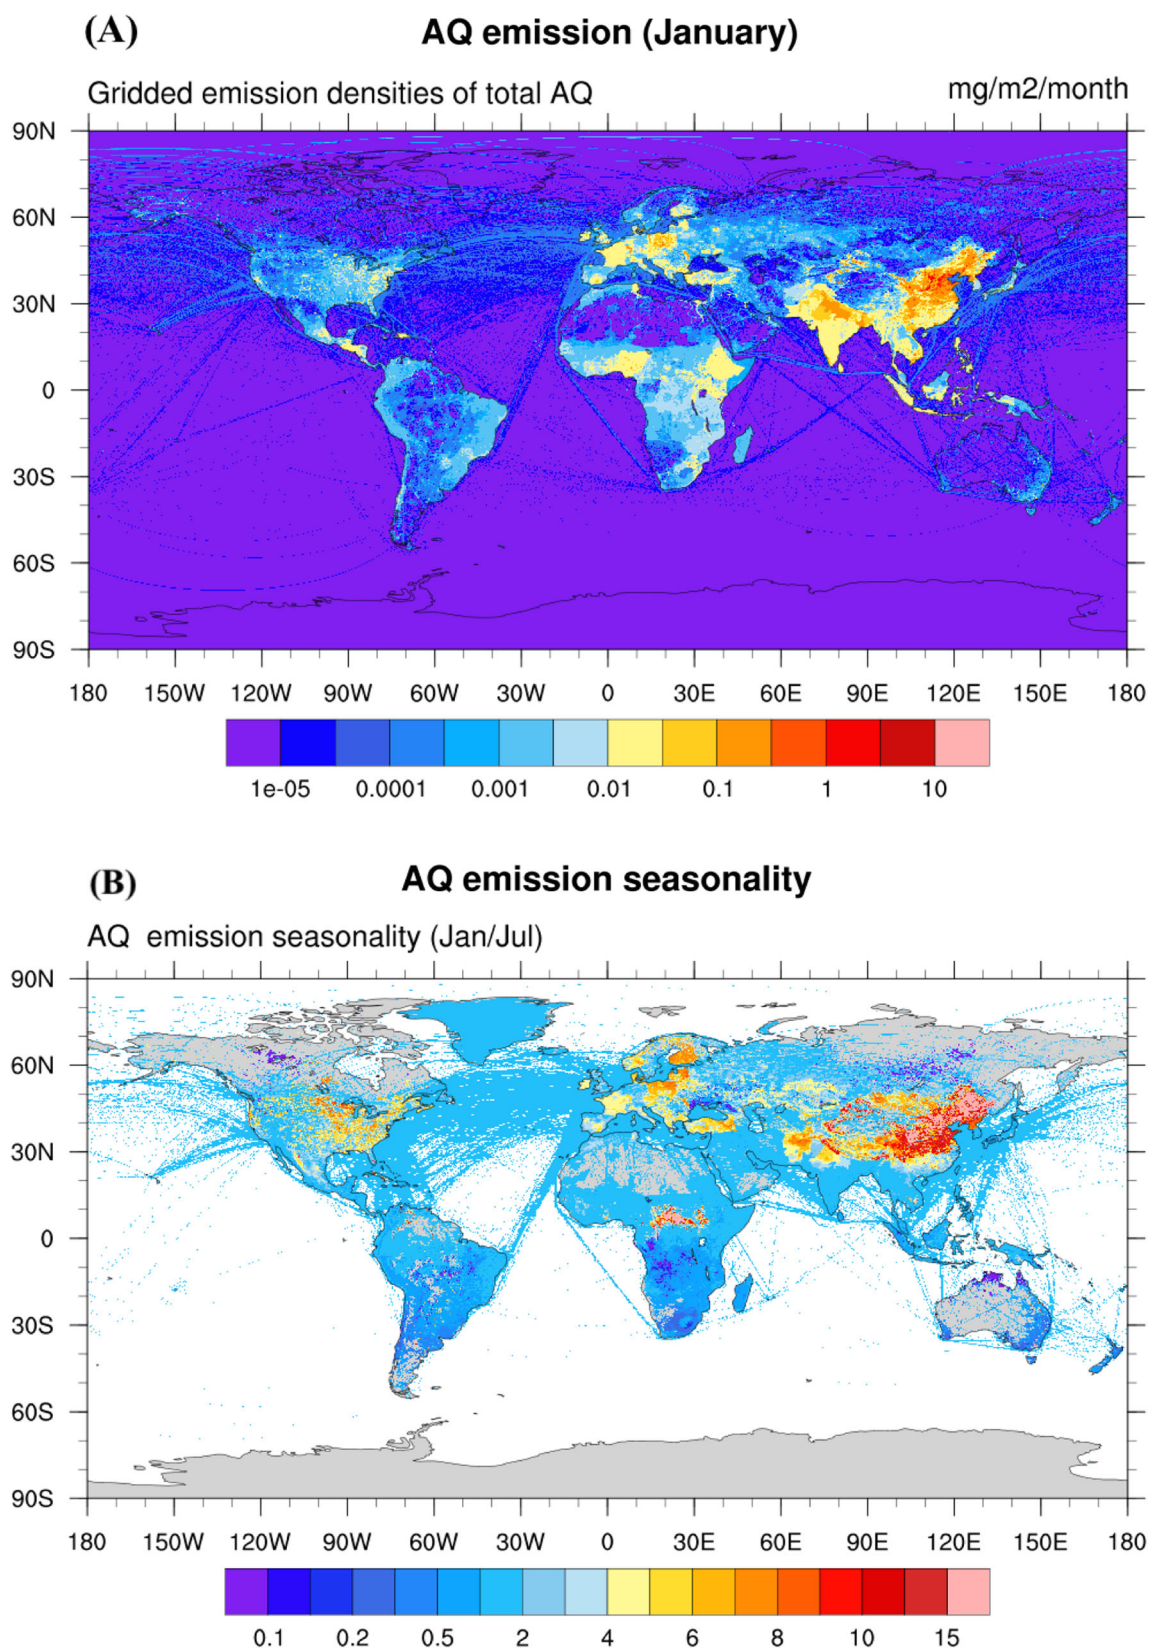 (A) AQ emission (January)
Gridded emission densities of total AQ mg/m2/month
90N
60N
30N
0
30S
60S
90S
180 150W 120W 90W 60W 30W 0 30E 60E 90E 120E 150E 180
1e-05 0.0001 0.001 0.01 0.1 1 10
(B) AQ emission seasonality
AQ emission seasonality (Jan/Jul)
90N
60N
30N
0
30S
60S
90S
180 150W 120W 90W 60W 30W 0 30E 60E 90E 120E 150E 180
0.1 0.2 0.5 2 4 6 8 10 15